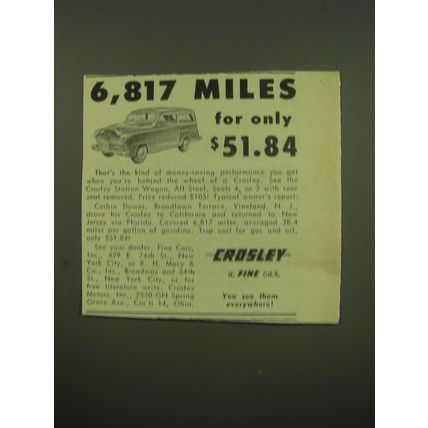 6,817 MILES
for only
$51.84
That's the kind of money-saving performance you get
when you're behind the wheel of a Crosley. See the
Crosley Station Wagon, All Steel, Seats 4, or 2 with rear
seat removed. Price reduced $105! Typical owner's report:
Corbin Downs, Broadtown Terrace, Vineland, N. J.,
drove his Crosley to California and returned to New
Jersey via Florida. Covered 6,817 miles, averaged 38.4
miles per gallon of gasoline. Trip cost for gas and oil,
only $51.84!
See your dealer, Fine Cars,
Inc., 429 E. 74th St., New
York City, or R. H. Macy &
Co., Inc., Broadway and 34th
St., New York City, or for
free literature write: Crosley
Motors, Inc., 2530-GN Spring
Grove Ave., Cin'ti 14, Ohio.
CROSLEY
a FINE car.
You see them
everywhere!